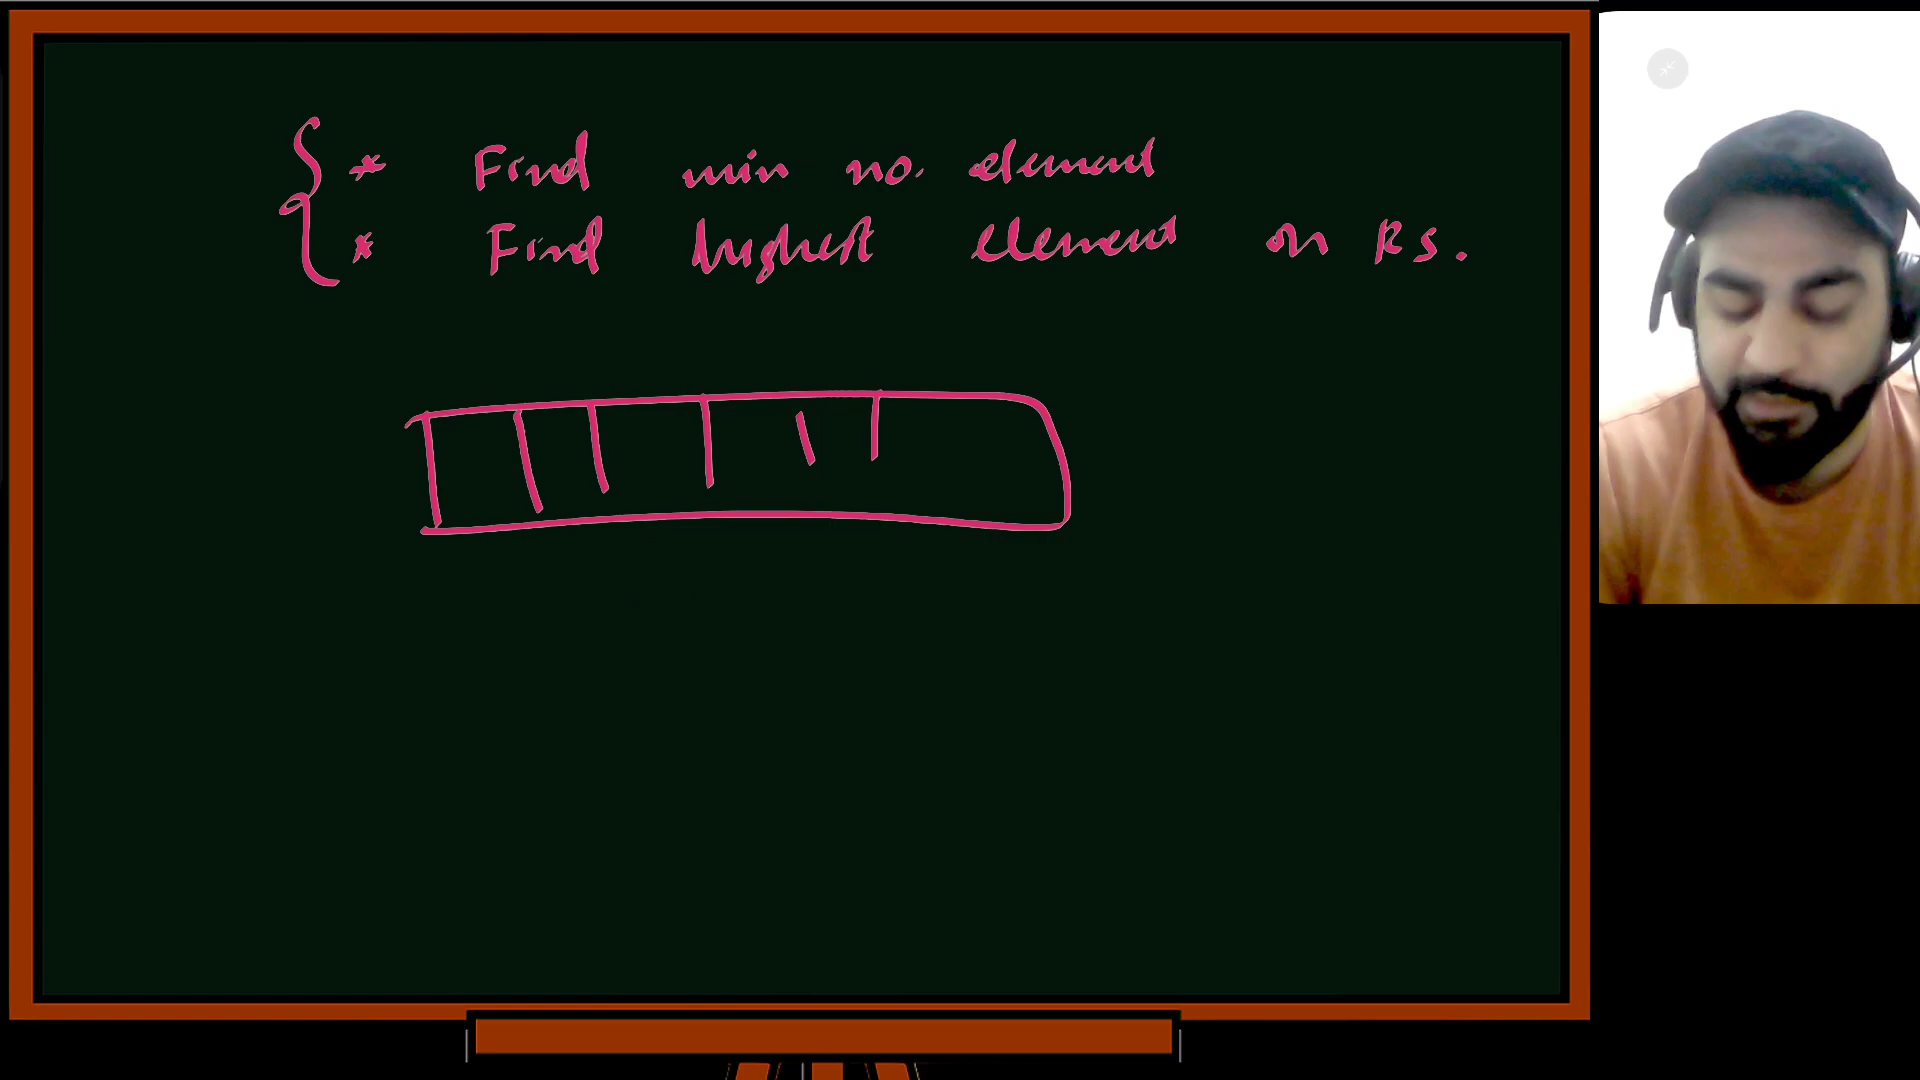 * Find min no. element
* Find highest element on RS.